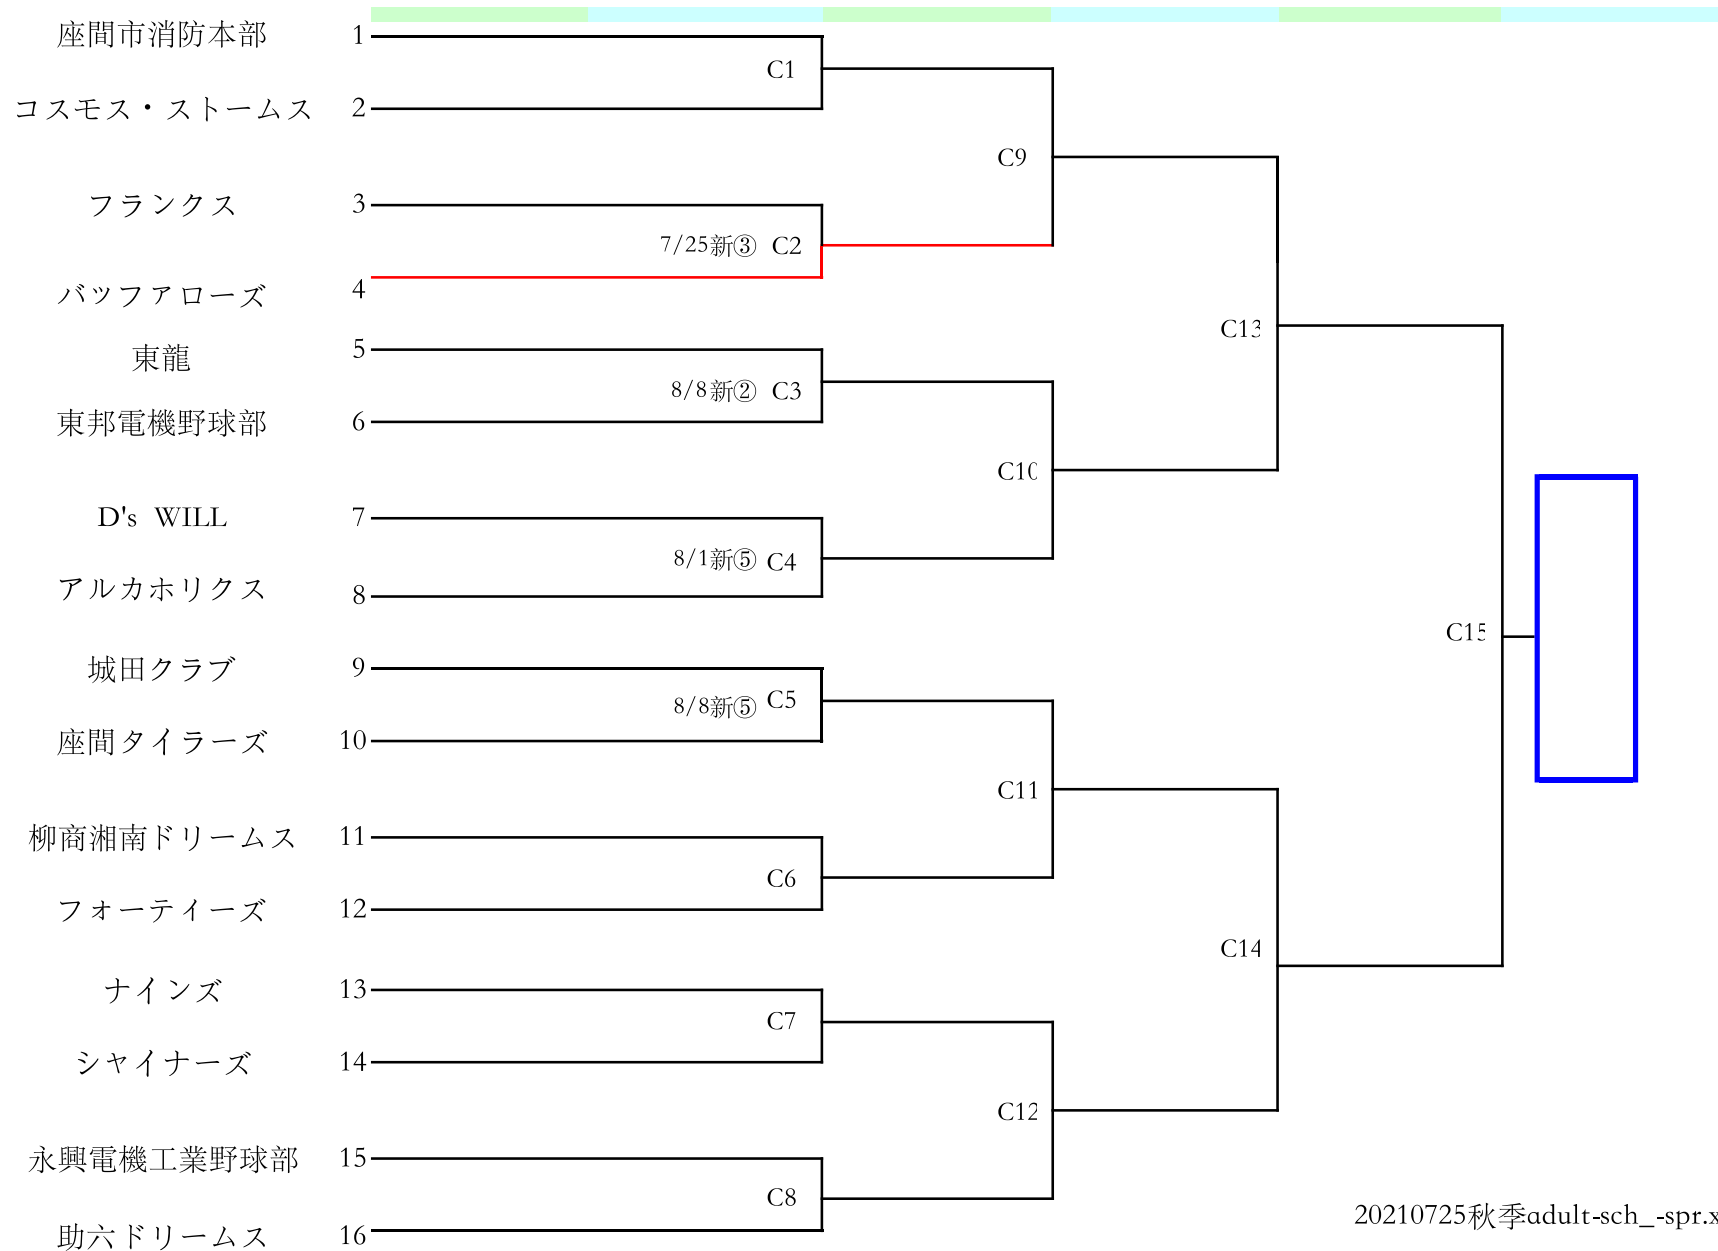 座間市消防本部 1
C1
コスモス・ストームス 2
C9
フランクス 3
7/25新③ C2
バッファローズ 4
C13
東龍 5
8/8新② C3
東邦電機野球部 6
C10
D's WILL 7
8/1新⑤ C4
アルカホリクス 8
C15
城田クラブ 9
8/8新⑤ C5
座間タイラーズ 10
C11
柳商湘南ドリームス 11
C6
フォーティーズ 12
C14
ナインズ 13
C7
シャイナーズ 14
C12
永興電機工業野球部 15
C8
助六ドリームス 16
20210725秋季adult-sch_-spr.x